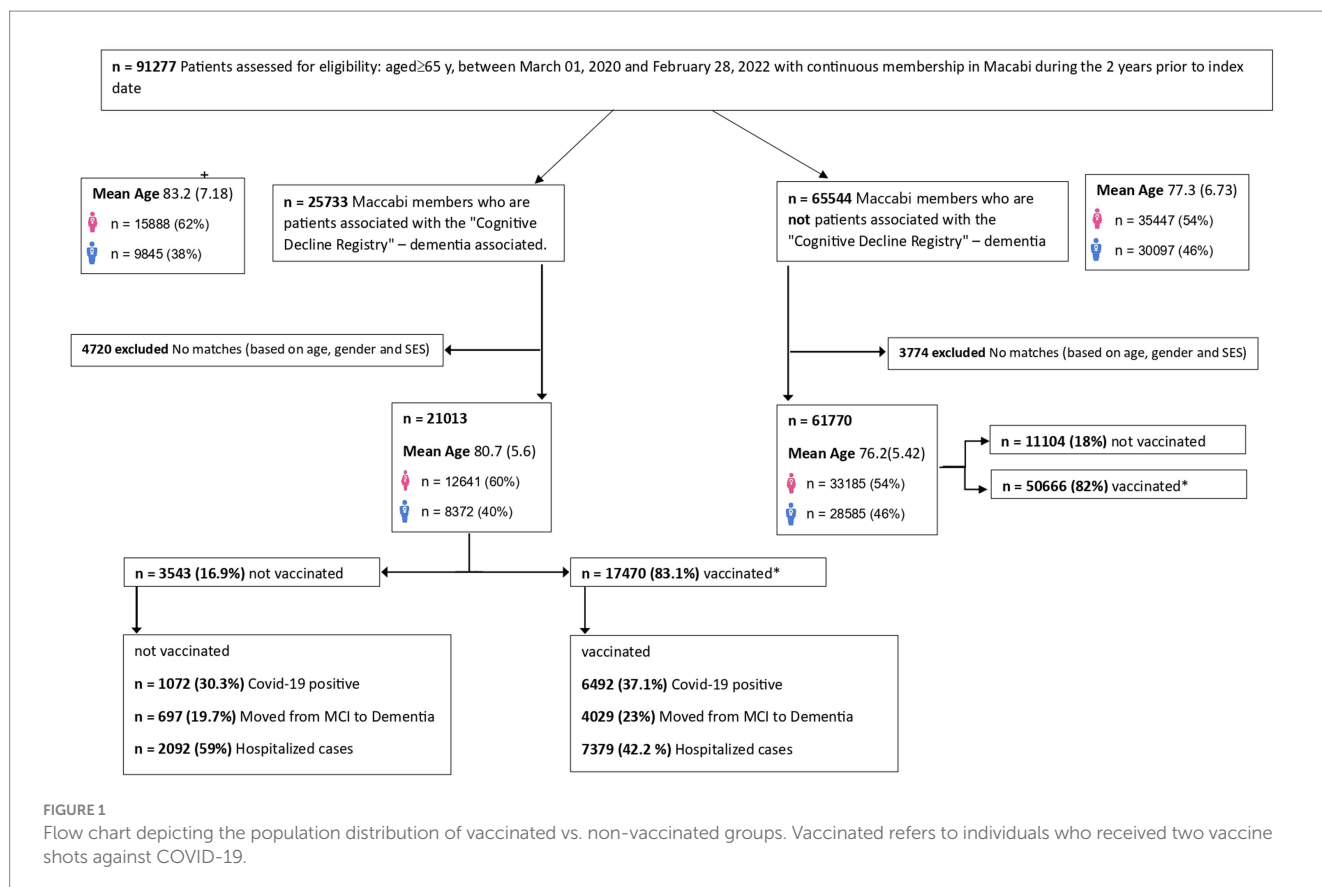 n = 91277 Patients assessed for eligibility: aged≥65 y, between March 01, 2020 and February 28, 2022 with continuous membership in Macabi during the 2 years prior to index
date
+
Mean Age 83.2 (7.18)
n = 15888 (62%)
n = 9845 (38%)
n = 25733 Maccabi members who are
patients associated with the "Cognitive
Decline Registry" – dementia associated.
n = 65544 Maccabi members who are
not patients associated with the
"Cognitive Decline Registry" – dementia
Mean Age 77.3 (6.73)
n = 35447 (54%)
n = 30097 (46%)
4720 excluded No matches (based on age, gender and SES)
3774 excluded No matches (based on age, gender and SES)
n = 21013
Mean Age 80.7 (5.6)
n = 12641 (60%)
n = 8372 (40%)
n = 61770
Mean Age 76.2(5.42)
n = 33185 (54%)
n = 28585 (46%)
n = 11104 (18%) not vaccinated
n = 50666 (82%) vaccinated*
n = 3543 (16.9%) not vaccinated
n = 17470 (83.1%) vaccinated*
not vaccinated
n = 1072 (30.3%) Covid-19 positive
n = 697 (19.7%) Moved from MCI to Dementia
n = 2092 (59%) Hospitalized cases
vaccinated
6492 (37.1%) Covid-19 positive
4029 (23%) Moved from MCI to Dementia
7379 (42.2 %) Hospitalized cases
FIGURE 1
Flow chart depicting the population distribution of vaccinated vs. non-vaccinated groups. Vaccinated refers to individuals who received two vaccine
shots against COVID-19.